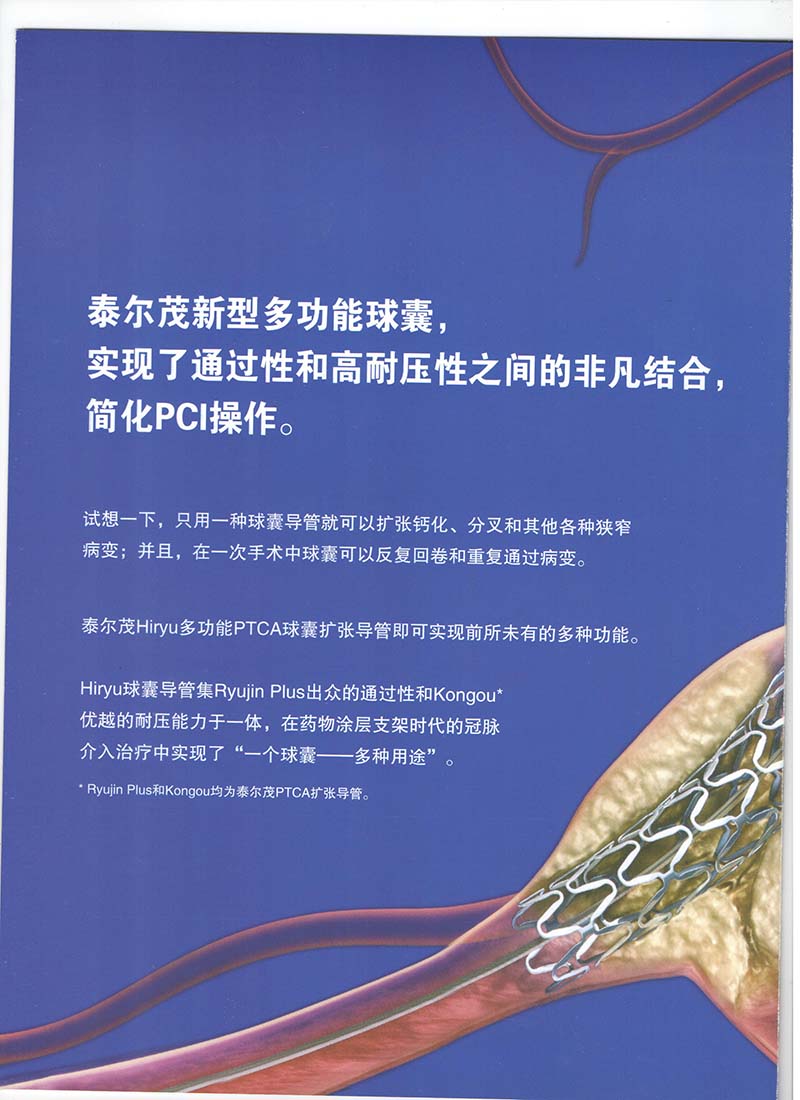 泰尔茂新型多功能球囊，
实现了通过性和高耐压性之间的非凡结合，
简化PCI操作。
试想一下，只用一种球囊导管就可以扩张钙化、分叉和其他各种狭窄
病变；并且，在一次手术中球囊可以反复回卷和重复通过病变。
泰尔茂Hiryu多功能PTCA球囊扩张导管即可实现前所未有的多种功能。
Hiryu球囊导管集Ryujin Plus出众的通过性和Kongou*
优越的耐压能力于一体，在药物涂层支架时代的冠脉
介入治疗中实现了“一个球囊——多种用途”。
* Ryujin Plus和Kongou均为泰尔茂PTCA扩张导管。